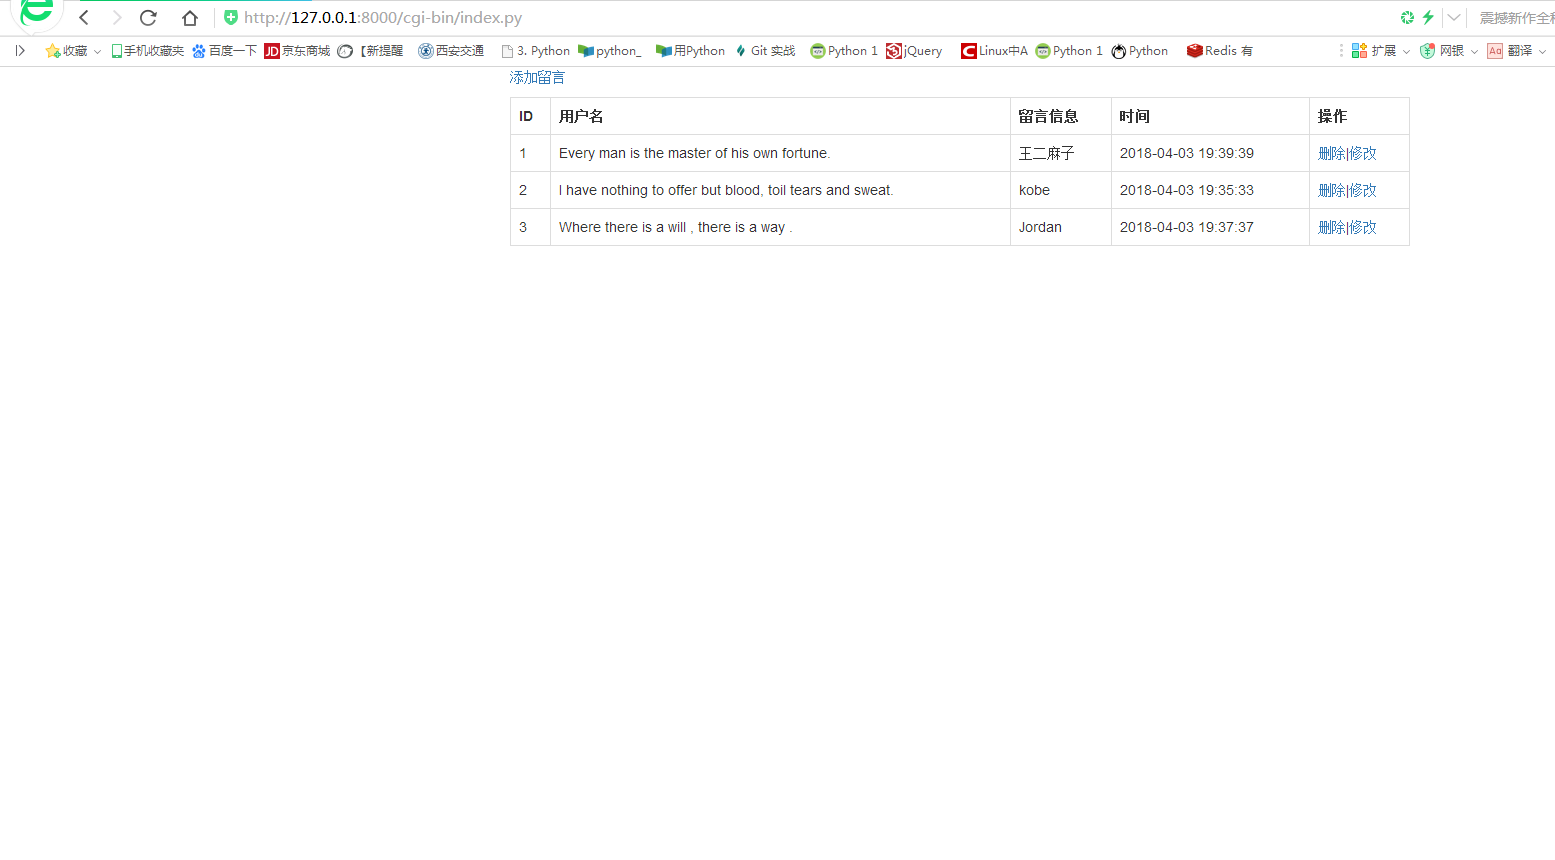 http://127.0.0.1:8000/cgi-bin/index.py 震撼新作全
收藏 手机收藏夹 百度一下 JD 京东商城 【新提醒 西安交通 3. Python python_ 用Python Git 实战 Python 1 jQuery Linux中A Python 1 Python Redis 有 扩展 网银 Aa 翻译
添加留言
ID 用户名 留言信息 时间 操作
1 Every man is the master of his own fortune. 王二麻子 2018-04-03 19:39:39 删除|修改
2 I have nothing to offer but blood, toil tears and sweat. kobe 2018-04-03 19:35:33 删除|修改
3 Where there is a will , there is a way . Jordan 2018-04-03 19:37:37 删除|修改